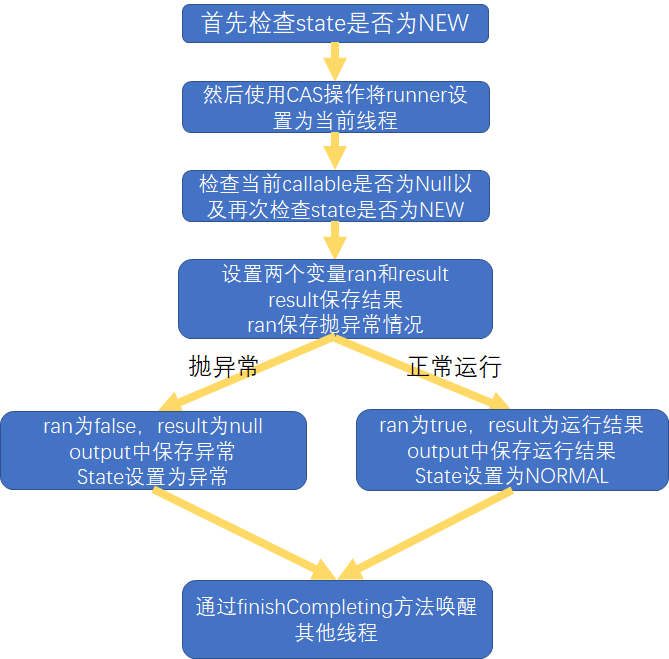 首先检查state是否为NEW
然后使用CAS操作将runner设
置为当前线程
检查当前callable是否为Null以
及再次检查state是否为NEW
设置两个变量ran和result
result保存结果
ran保存抛异常情况
抛异常
正常运行
ran为false，result为null
output中保存异常
State设置为异常
ran为true，result为运行结果
output中保存运行结果
State设置为NORMAL
通过finishCompleting方法唤醒
其他线程